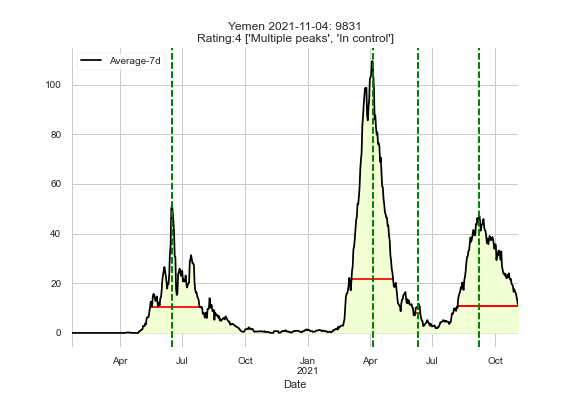 Yemen 2021-11-04: 9831
Rating:4 ['Multiple peaks', 'In control']
Average-7d
100
80
60
40
20
0
Apr Jul Oct Jan Apr Jul Oct
2021
Date